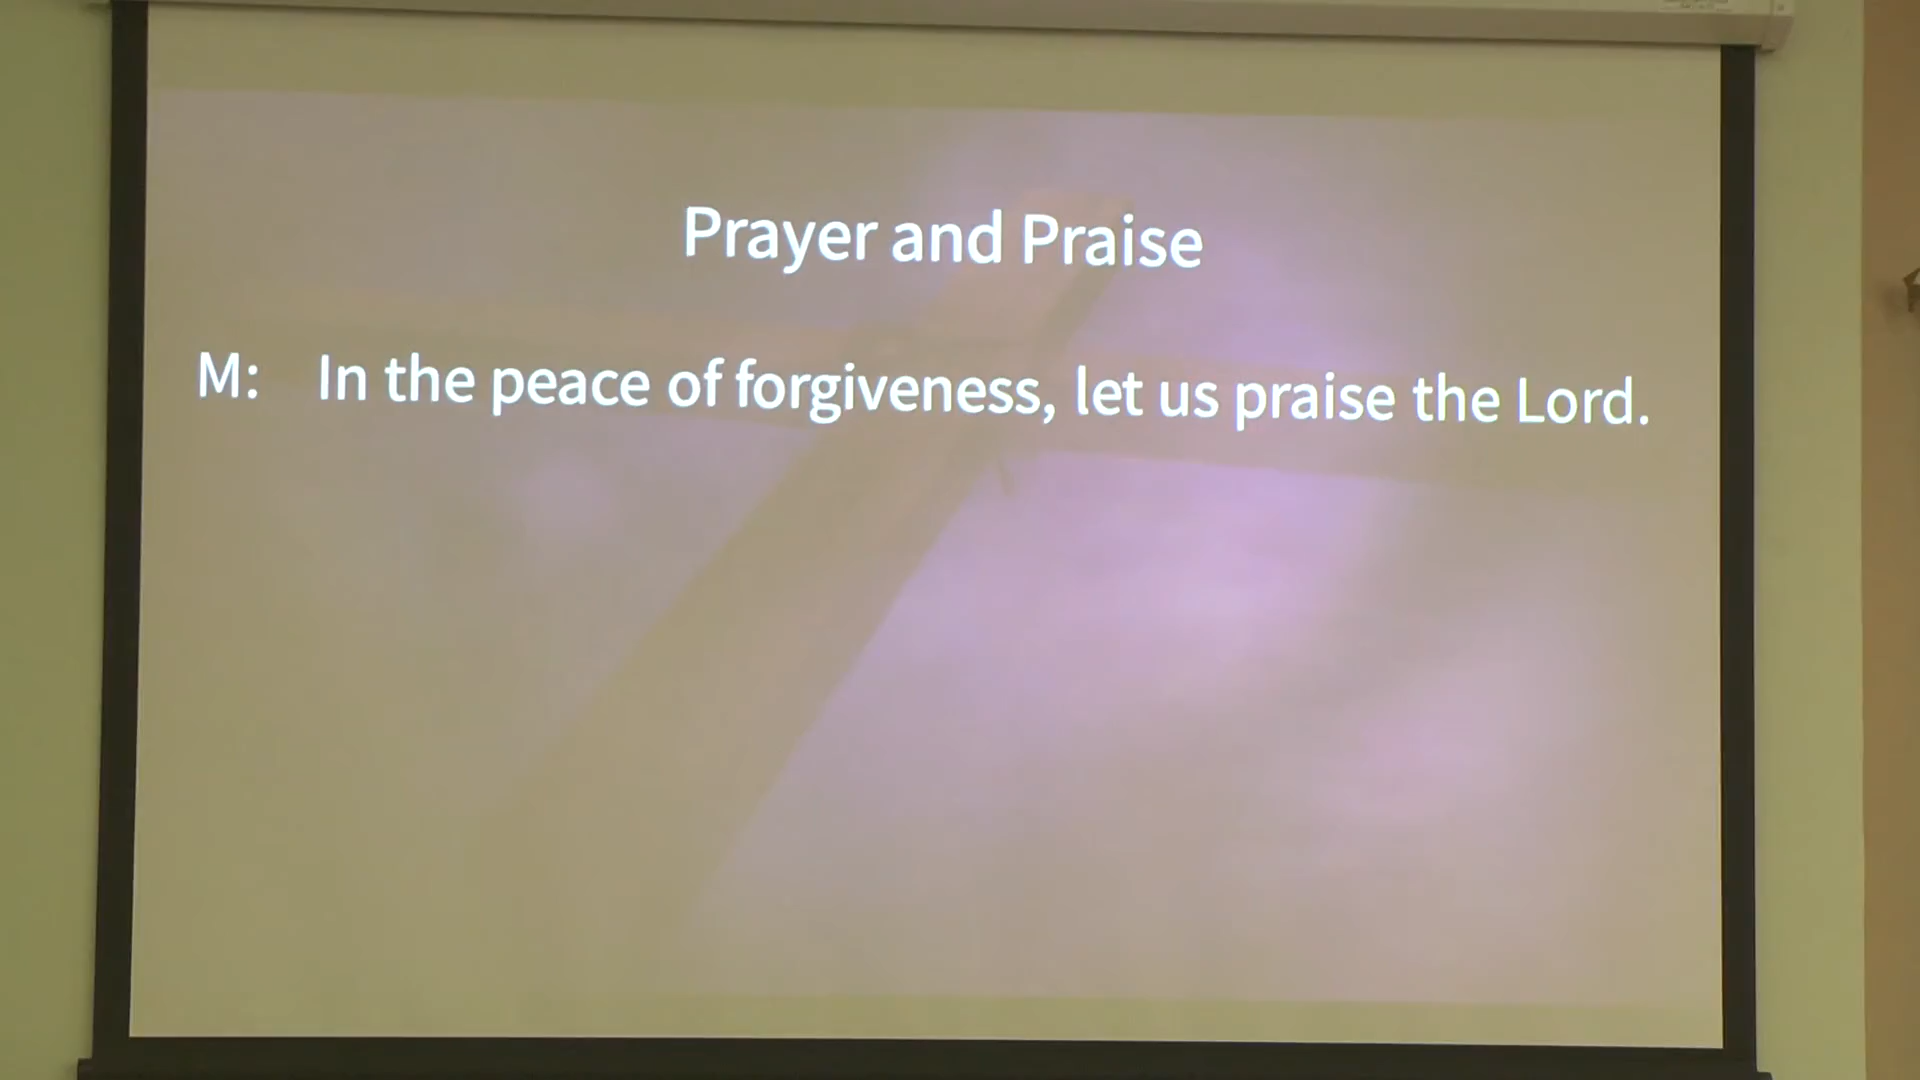 Prayer and Praise
M: In the peace of forgiveness, let us praise the Lord.